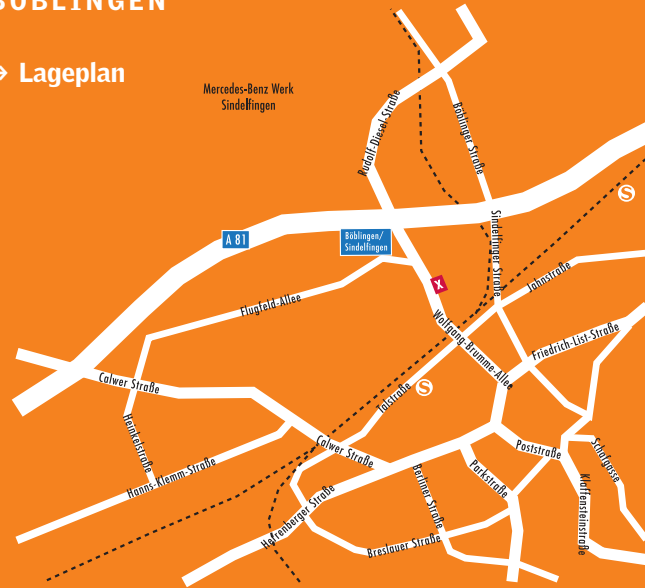 BÖBLINGEN
→ Lageplan
Mercedes-Benz Werk
Sindelfingen
Rudolf-Diesel-Straße
Böblinger Straße
S
Sindelfinger Straße
A 81
Böblingen/
Sindelfingen
Jahnstraße
X
Flugfeld-Allee
Wolfgang-Brumme-Allee
Friedrich-List-Straße
Calwer Straße
S
Talstraße
Heinkelstraße
Calwer Straße
Poststraße
Schafgasse
Hanns-Klemm-Straße
Parkstraße
Berliner Straße
Klaffensteinstraße
Herrenberger Straße
Breslauer Straße